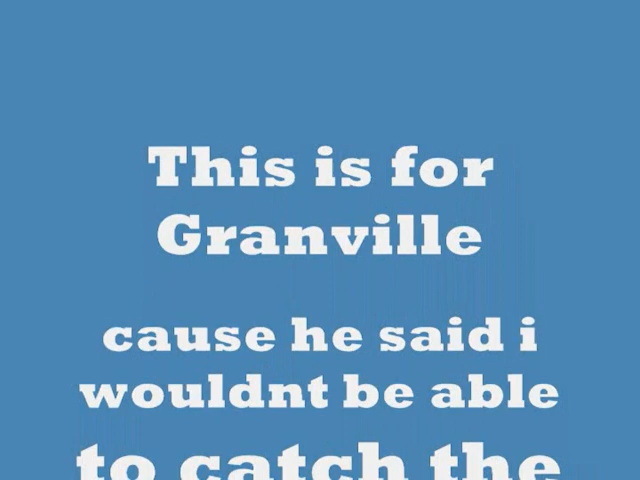 This is for
Granville
cause he said i
wouldnt be able
to catch the